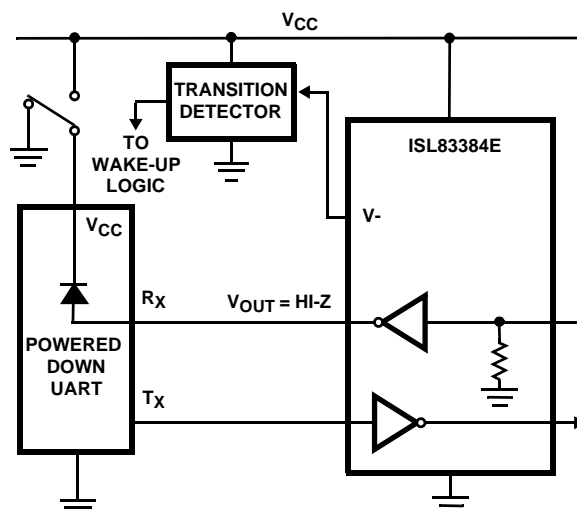 VCC
TRANSITION
DETECTOR
TO
WAKE-UP
LOGIC
ISL83384E
V-
VCC
RX
VOUT = HI-Z
POWERED
DOWN
UART
TX